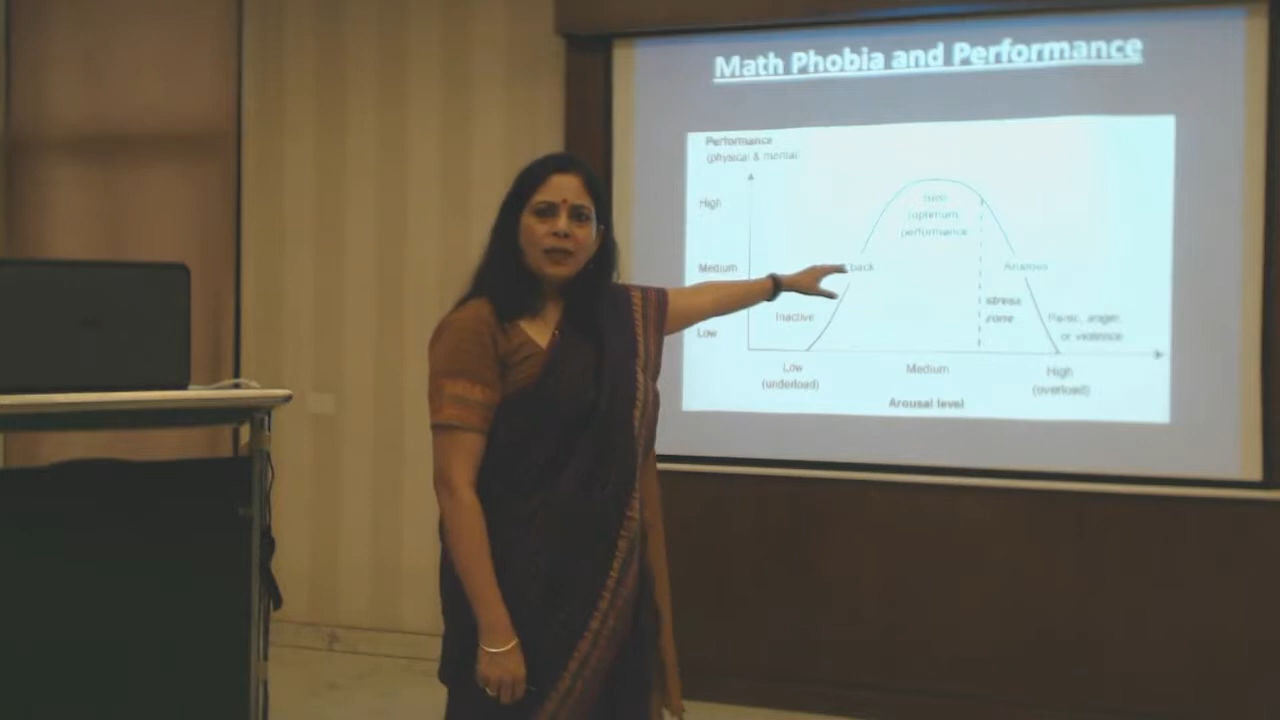 Math Phobia and Performance
Performance
(physical & mental)
High
Medium
Low
optimum
performance
back
Anxious
Inactive
stress
zone
Panic, anger,
or violence
Low
(underload)
Medium
High
(overload)
Arousal level